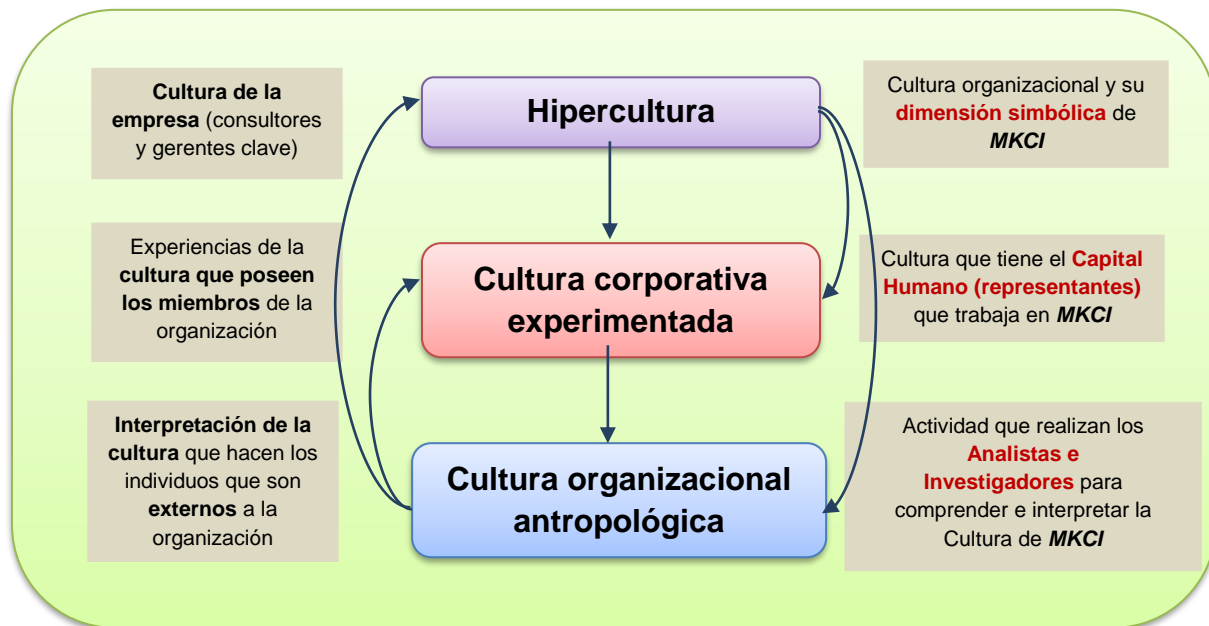 Cultura de la
empresa (consultores
y gerentes clave)
Hipercultura
Cultura organizacional y su
dimensión simbólica de
MKCI
Experiencias de la
cultura que poseen
los miembros de la
organización
Cultura corporativa
experimentada
Cultura que tiene el Capital
Humano (representantes)
que trabaja en MKCI
Interpretación de la
cultura que hacen los
individuos que son
externos a la
organización
Cultura organizacional
antropológica
Actividad que realizan los
Analistas e
Investigadores para
comprender e interpretar la
Cultura de MKCI